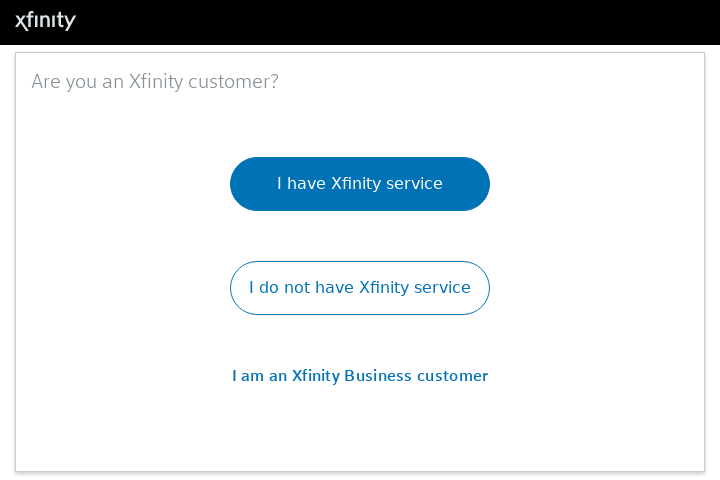 xfinity
Are you an Xfinity customer?
I have Xfinity service
I do not have Xfinity service
I am an Xfinity Business customer